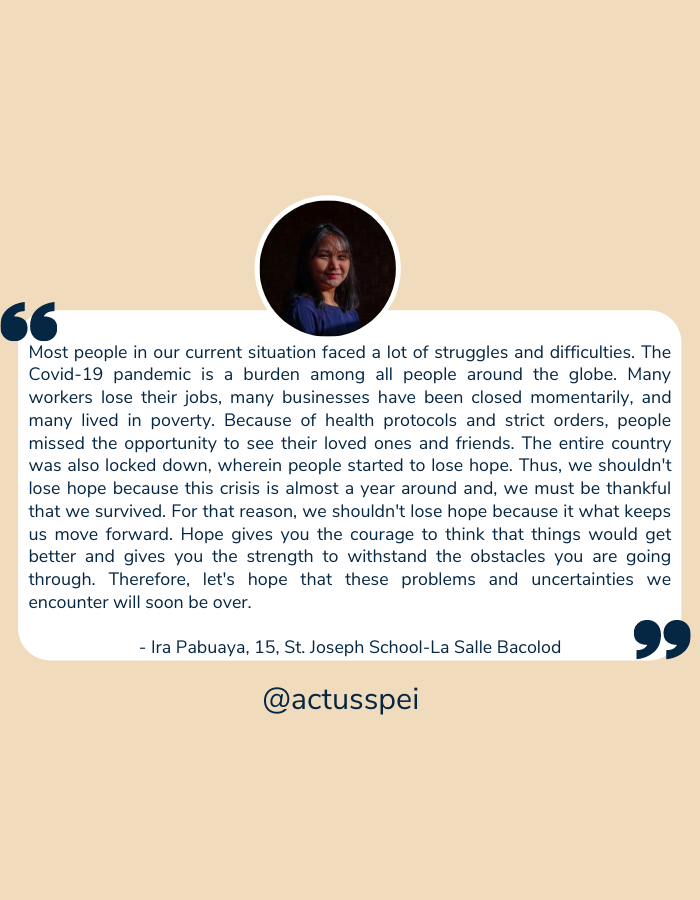 Most people in our current situation faced a lot of struggles and difficulties. The
Covid-19 pandemic is a burden among all people around the globe. Many
workers lose their jobs, many businesses have been closed momentarily, and
many lived in poverty. Because of health protocols and strict orders, people
missed the opportunity to see their loved ones and friends. The entire country
was also locked down, wherein people started to lose hope. Thus, we shouldn't
lose hope because this crisis is almost a year around and, we must be thankful
that we survived. For that reason, we shouldn't lose hope because it what keeps
us move forward. Hope gives you the courage to think that things would get
better and gives you the strength to withstand the obstacles you are going
through. Therefore, let's hope that these problems and uncertainties we
encounter will soon be over.
- Ira Pabuaya, 15, St. Joseph School-La Salle Bacolod
@actusspei